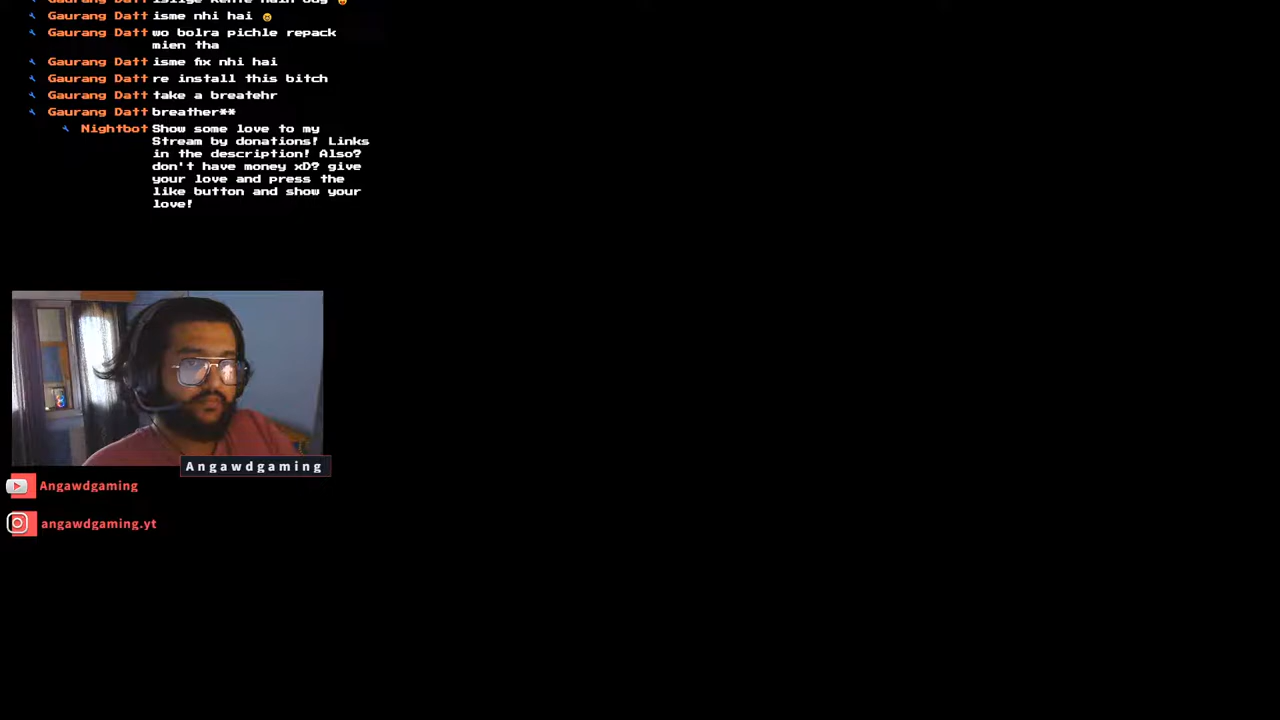 Gaurang Datt isme nhi hai
Gaurang Datt wo bolra pichle repack
mien tha
Gaurang Datt isme fix nhi hai
Gaurang Datt re install this bitch
Gaurang Datt take a breatehr
Gaurang Datt breather**
Nightbot Show some love to my
Stream by donations! Links
in the description! Also?
don't have money xD? give
your love and press the
like button and show your
love!
Angawdgaming
Angawdgaming
angawdgaming.yt